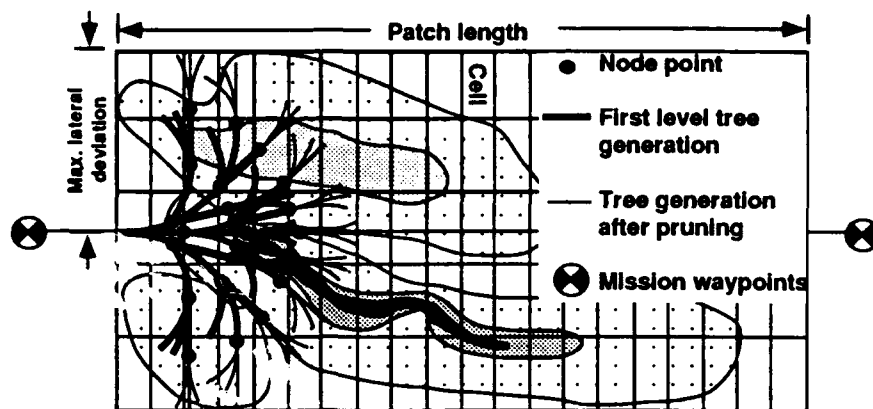 Patch length
Max. lateral
deviation
Cell
Node point
First level tree
generation
Tree generation
after pruning
Mission waypoints